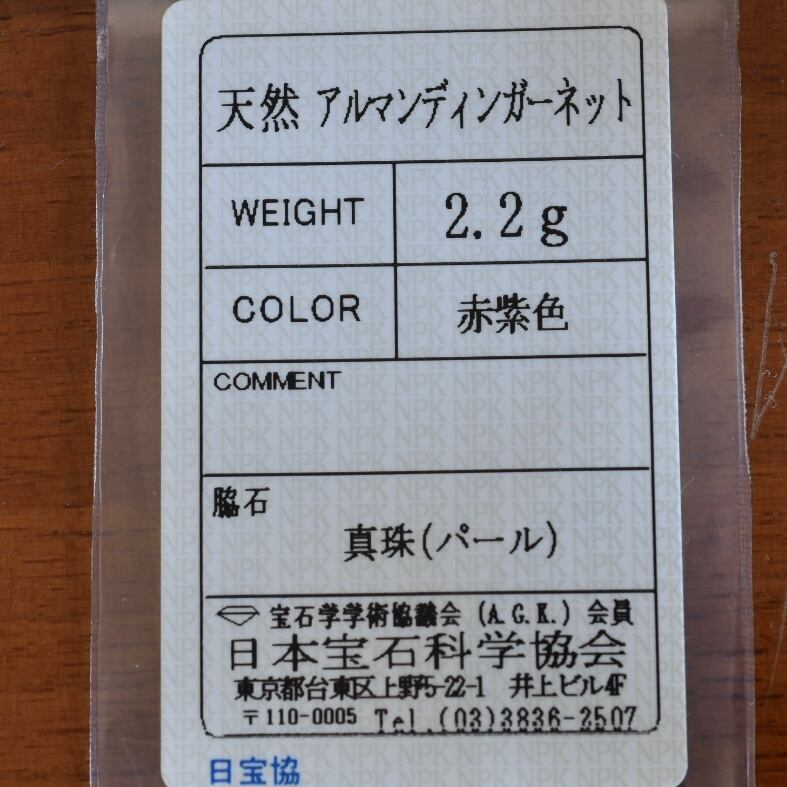 天然 アルマンディンガーネット
WEIGHT 2.2g
COLOR 赤紫色
COMMENT
脇石
真珠(パール)
宝石学学術協議会 (A.G.K.) 会員
日本宝石科学協会
東京都台東区上野5-22-1 井上ビル4F
〒110-0005 Tel.(03)3836-2507
日宝協